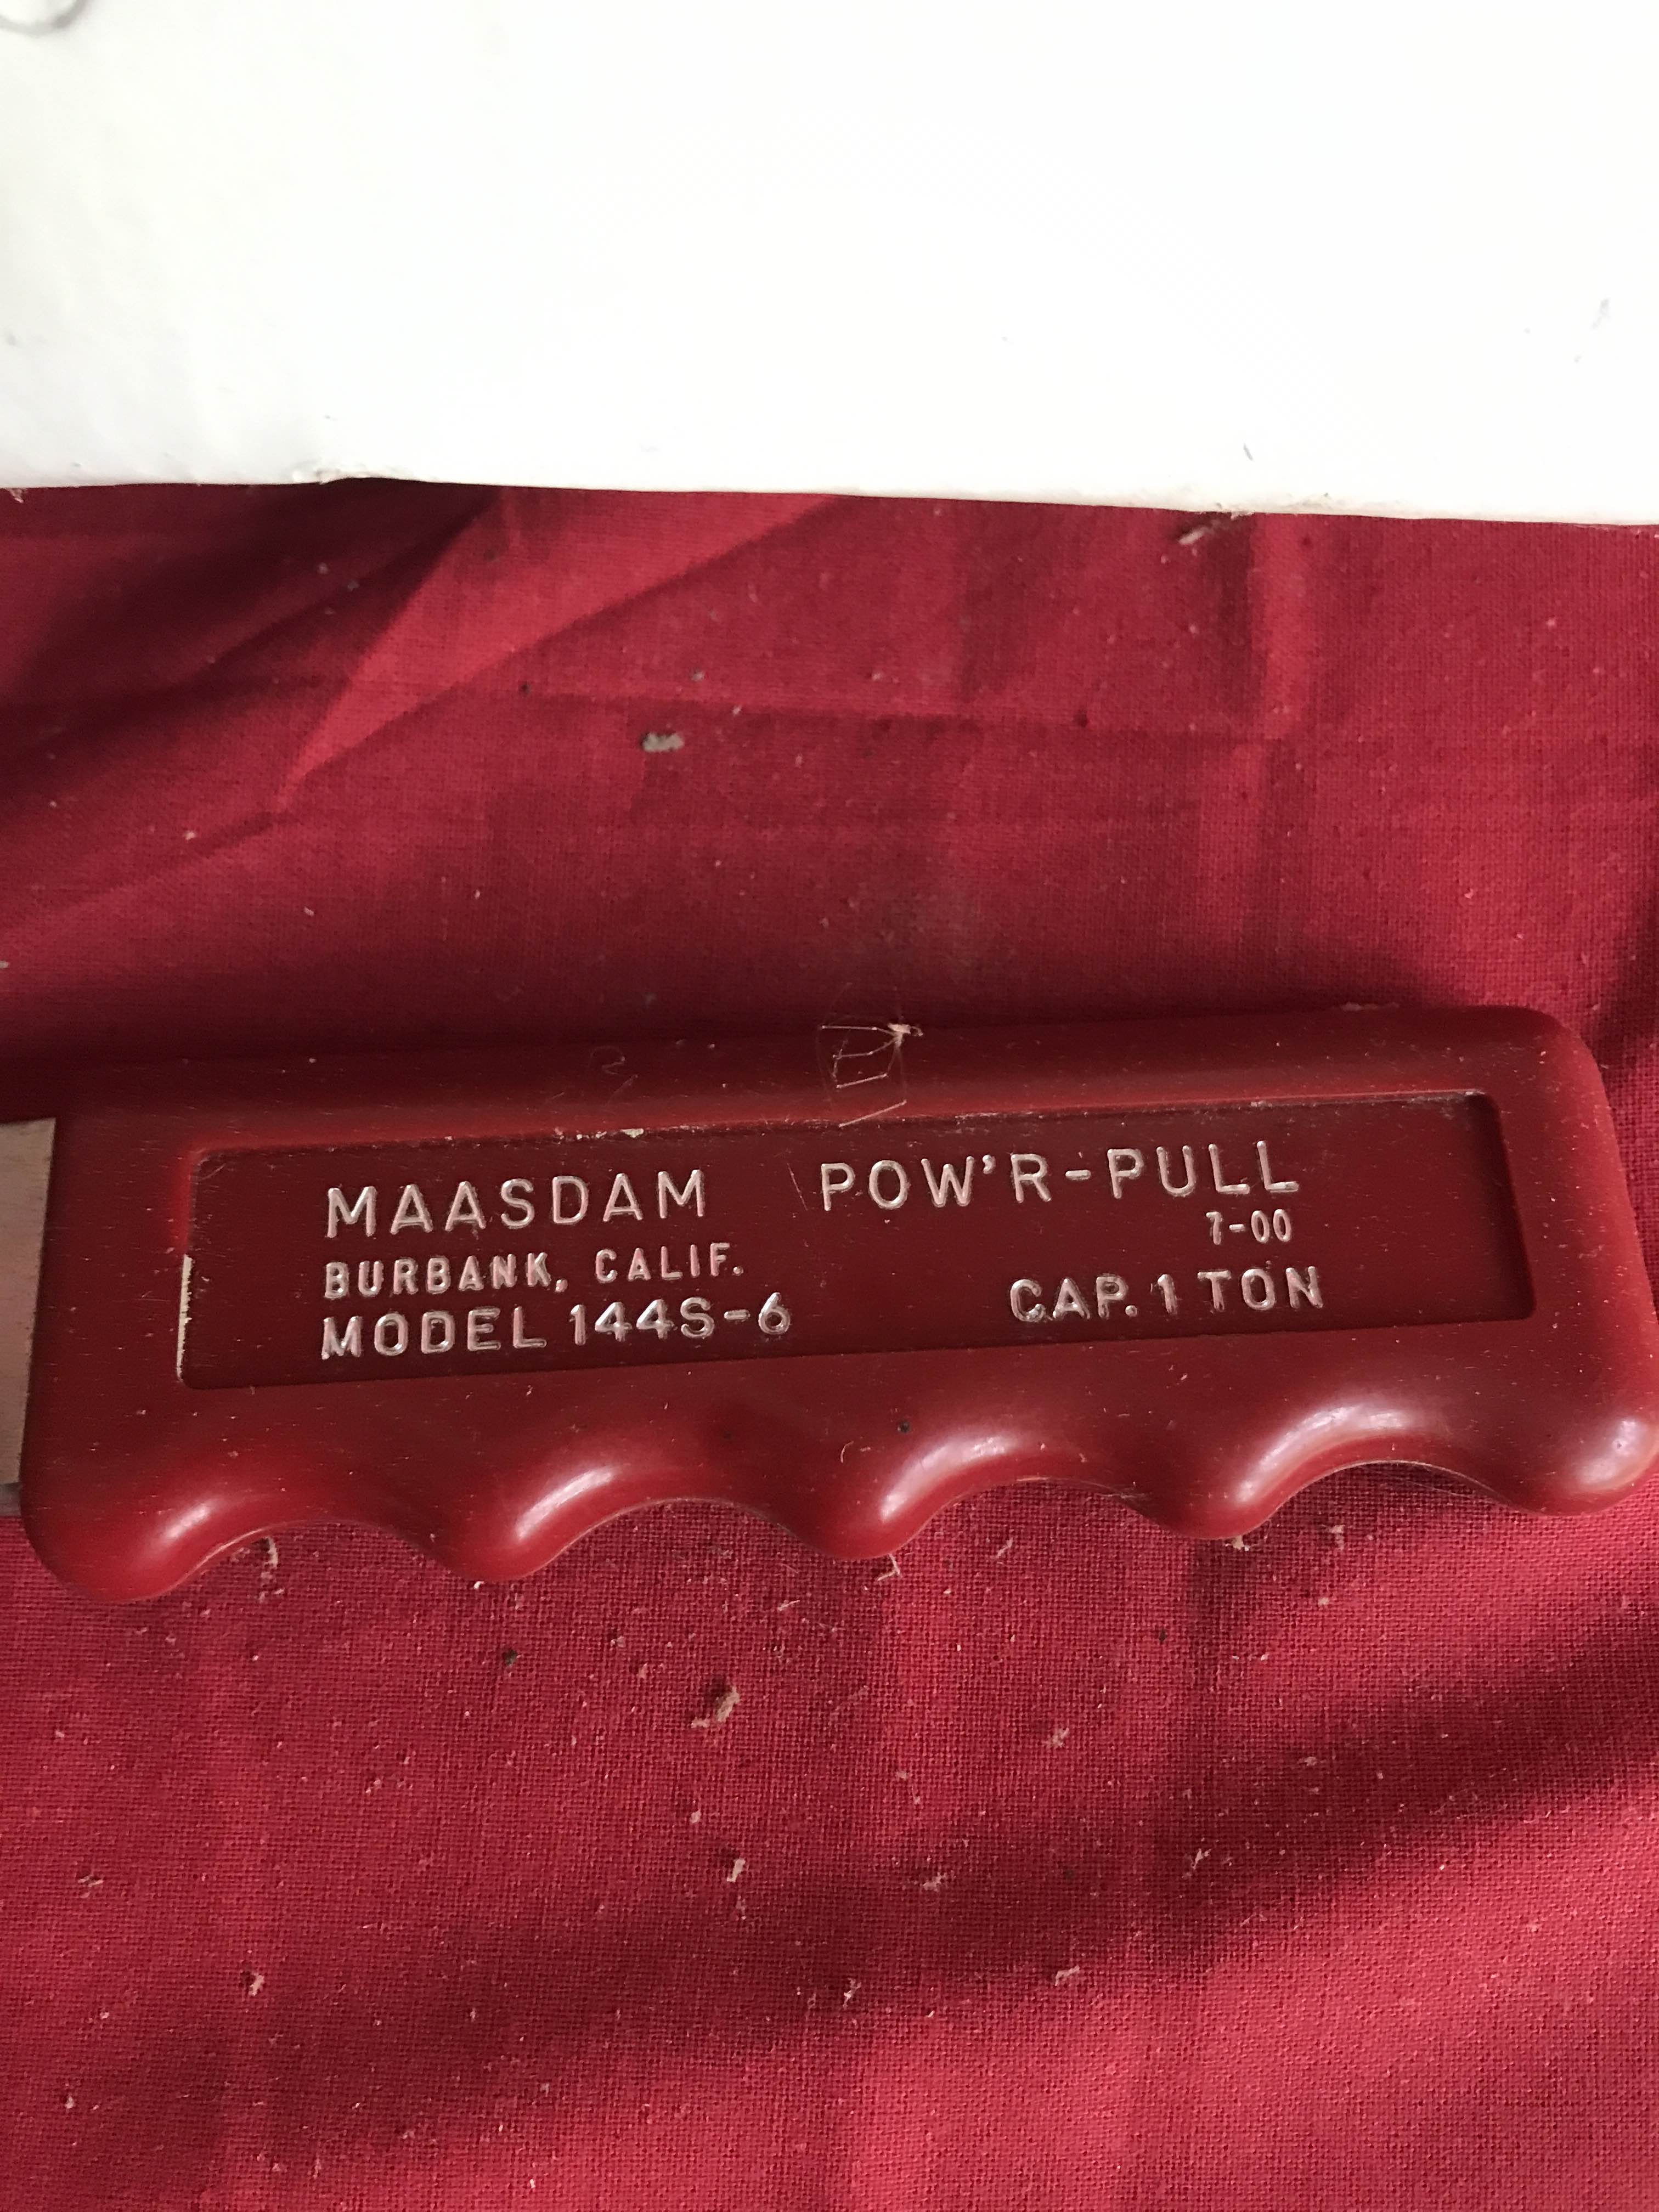 MAASDAM POW'R-PULL
7-00
BURBANK, CALIF.
MODEL 144S-6 CAP. 1 TON